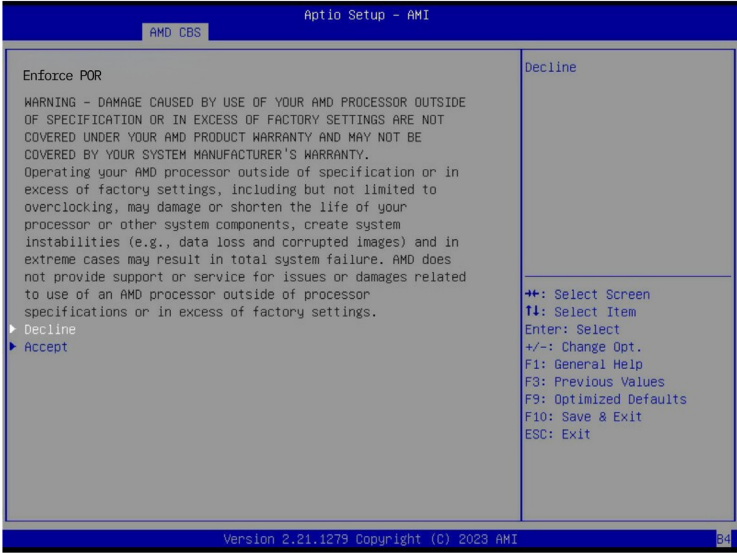 Aptio Setup – AMI
AMD CBS
Enforce POR
WARNING - DAMAGE CAUSED BY USE OF YOUR AMD PROCESSOR OUTSIDE
OF SPECIFICATION OR IN EXCESS OF FACTORY SETTINGS ARE NOT
COVERED UNDER YOUR AMD PRODUCT WARRANTY AND MAY NOT BE
COVERED BY YOUR SYSTEM MANUFACTURER'S WARRANTY.
Operating your AMD processor outside of specification or in
excess of factory settings, including but not limited to
overclocking, may damage or shorten the life of your
processor or other system components, create system
instabilities (e.g., data loss and corrupted images) and in
extreme cases may result in total system failure. AMD does
not provide support or service for issues or damages related
to use of an AMD processor outside of processor
specifications or in excess of factory settings.
▶ Decline
▶ Accept
Decline
→←: Select Screen
↑↓: Select Item
Enter: Select
+/-: Change Opt.
F1: General Help
F3: Previous Values
F9: Optimized Defaults
F10: Save & Exit
ESC: Exit
Version 2.21.1279 Copyright (C) 2023 AMI
B4